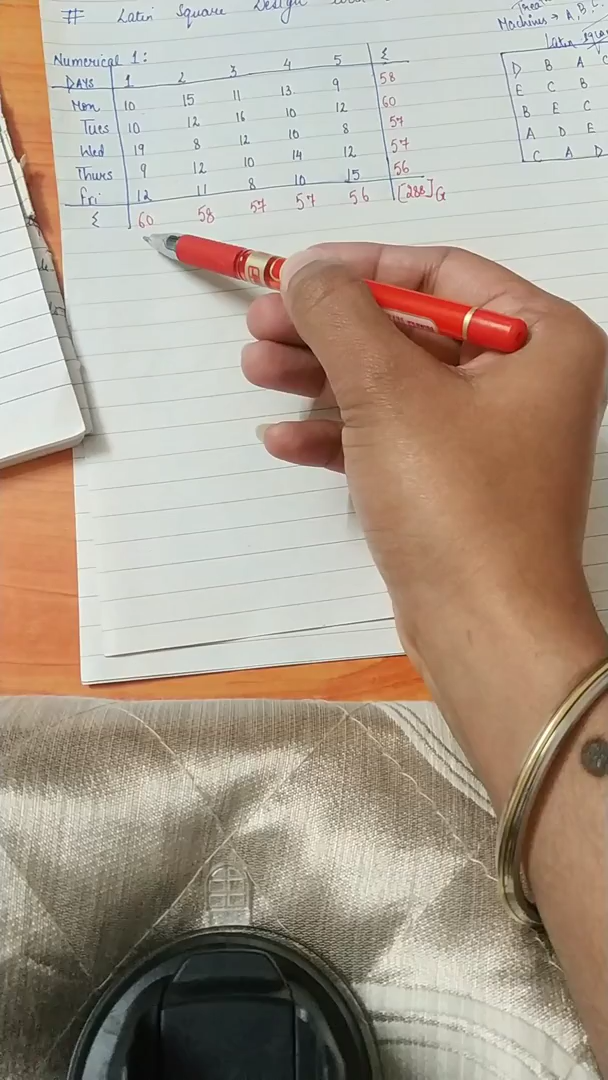 # Latin Square Design
Numerical 1:
DAYS 1 2 3 4 5 Σ
Mon 10 15 11 13 9 58
Tues 10 12 16 10 12 60
Wed 19 8 12 10 8 57
Thurs 9 12 10 14 12 57
Fri 12 11 8 10 15 56
Σ 60 58 57 57 56 [288] G
Machines → A, B, C,
Latin Squa
D B A C
E C B
B E C
A D E
C A D